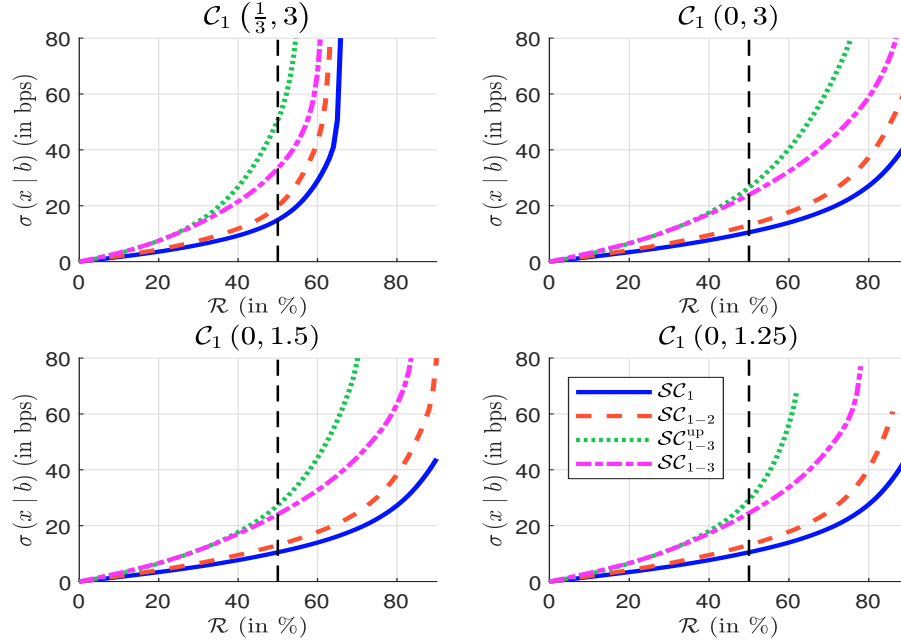 𝒞₁ (1/3, 3)
80
60
40
20
0
σ (x | b) (in bps)
0 20 40 60 80
ℛ (in %)
𝒞₁ (0, 3)
80
60
40
20
0
σ (x | b) (in bps)
0 20 40 60 80
ℛ (in %)
𝒞₁ (0, 1.5)
80
60
40
20
0
σ (x | b) (in bps)
0 20 40 60 80
ℛ (in %)
𝒞₁ (0, 1.25)
80
60
40
20
0
σ (x | b) (in bps)
𝒮𝒞₁
𝒮𝒞₁₋₂
𝒮𝒞₁₋₃ᵘᵖ
𝒮𝒞₁₋₃
0 20 40 60 80
ℛ (in %)